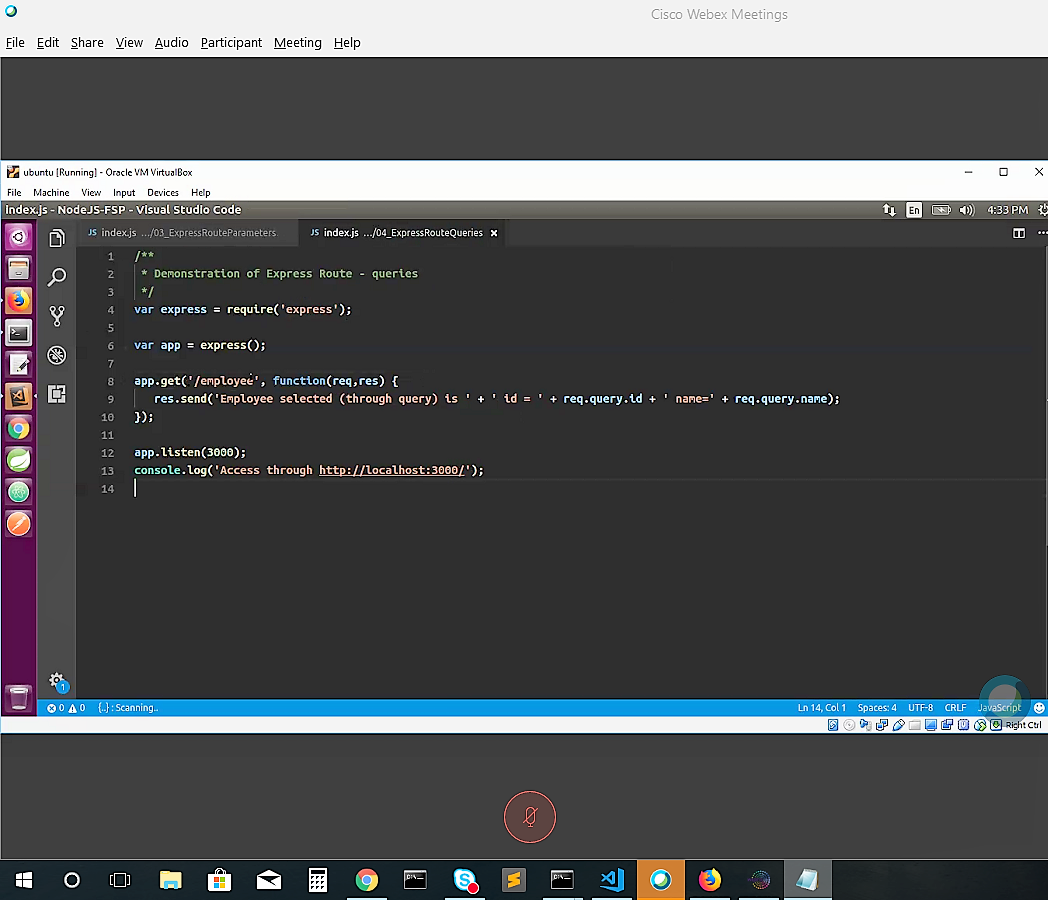 Cisco Webex Meetings
File Edit Share View Audio Participant Meeting Help
ubuntu [Running] - Oracle VM VirtualBox
File Machine View Input Devices Help
index.js - NodeJS-FSP - Visual Studio Code
En 4:33 PM
JS index.js .../03_ExpressRouteParameters JS index.js .../04_ExpressRouteQueries
1 /**
2 * Demonstration of Express Route - queries
3 */
4 var express = require('express');
5
6 var app = express();
7
8 app.get('/employee', function(req,res) {
9 res.send('Employee selected (through query) is ' + ' id = ' + req.query.id + ' name=' + req.query.name);
10 });
11
12 app.listen(3000);
13 console.log('Access through http://localhost:3000/');
14
1
0 0 {..} : Scanning.. Ln 14, Col 1 Spaces: 4 UTF-8 CRLF JavaScript
Right Ctrl